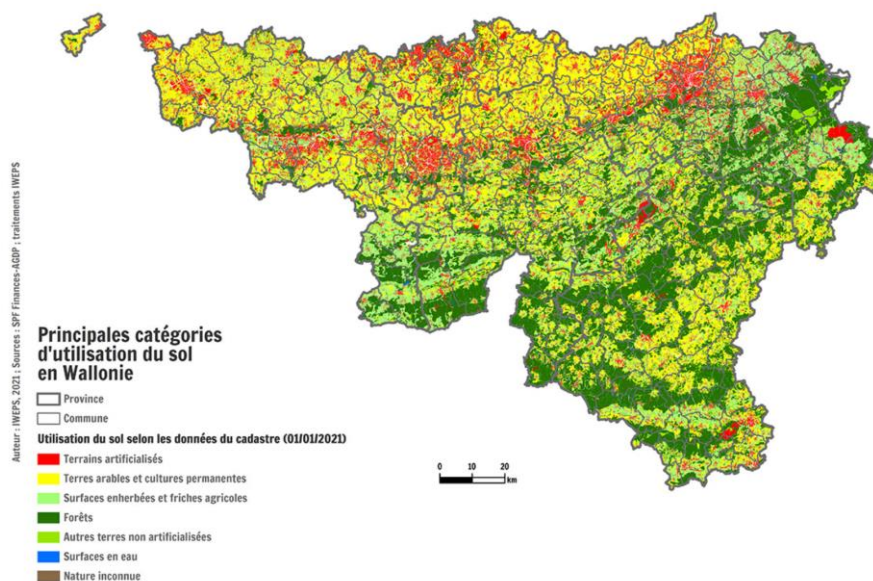 Auteur : IWEPS, 2021 ; Sources : SPF Finances-AGDP ; traitements IWEPS
Principales catégories
d'utilisation du sol
en Wallonie
Province
Commune
Utilisation du sol selon les données du cadastre (01/01/2021)
Terrains artificialisés
Terres arables et cultures permanentes
Surfaces enherbées et friches agricoles
Forêts
Autres terres non artificialisées
Surfaces en eau
Nature inconnue
0 10 20
km